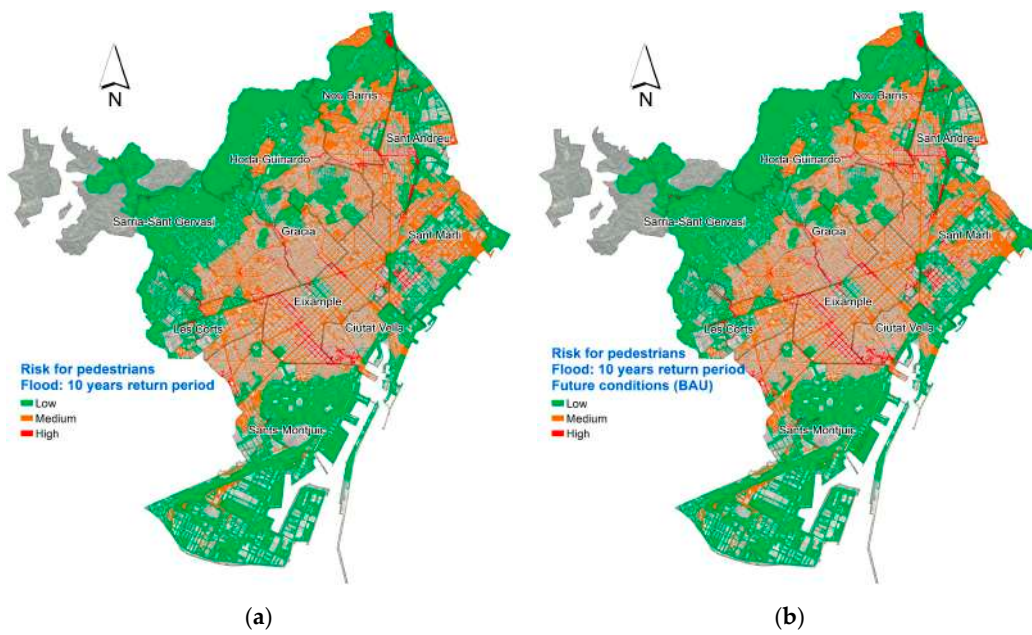 N
Nou Barris
Sant Andreu
Horta-Guinardo
Sarria-Sant Gervasi
Gracia
Sant Marti
Eixample
Les Corts
Ciutat Vella
Risk for pedestrians
Flood: 10 years return period
Low
Medium
High
Sants-Montjuic
(a)
N
Nou Barris
Sant Andreu
Horta-Guinardo
Sarria-Sant Gervasi
Gracia
Sant Marti
Eixample
Les Corts
Ciutat Vella
Risk for pedestrians
Flood: 10 years return period
Future conditions (BAU)
Low
Medium
High
Sants-Montjuic
(b)